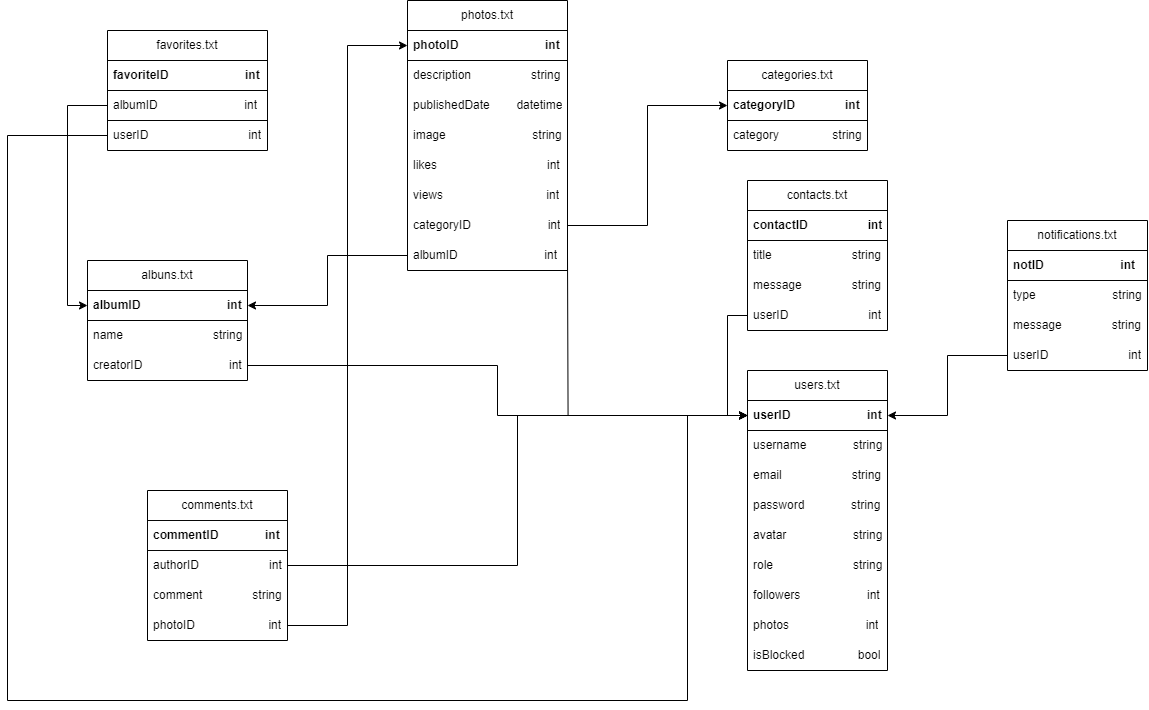 favorites.txt
favoriteID int
albumID int
userID int
photos.txt
photoID int
description string
publishedDate datetime
image string
likes int
views int
categoryID int
albumID int
categories.txt
categoryID int
category string
contacts.txt
contactID int
title string
message string
userID int
notifications.txt
notID int
type string
message string
userID int
albuns.txt
albumID int
name string
creatorID int
users.txt
userID int
username string
email string
password string
avatar string
role string
followers int
photos int
isBlocked bool
comments.txt
commentID int
authorID int
comment string
photoID int